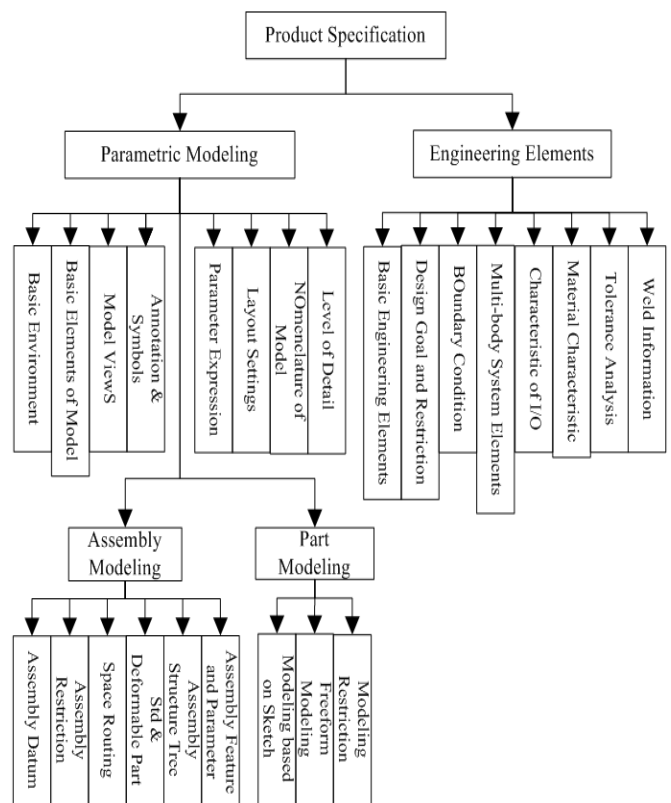 Product Specification
Parametric Modeling
Engineering Elements
Basic Environment
Basic Elements of Model
Model ViewS
Annotation &
Symbols
Parameter Expression
Layout Settings
NOmenclature of
Model
Level of Detail
Basic Engineering Elements
Design Goal and Restriction
BOundary Condition
Multi-body System Elements
Characteristic of I/O
Material Characteristic
Tolerance Analysis
Weld Information
Assembly
Modeling
Part
Modeling
Assembly Datum
Assembly
Restriction
Space Routing
Std &
Deformable Part
Assembly
Structure Tree
Assembly Feature
and Parameter
Modeling based
on Sketch
Freeform
Modeling
Modeling
Restriction